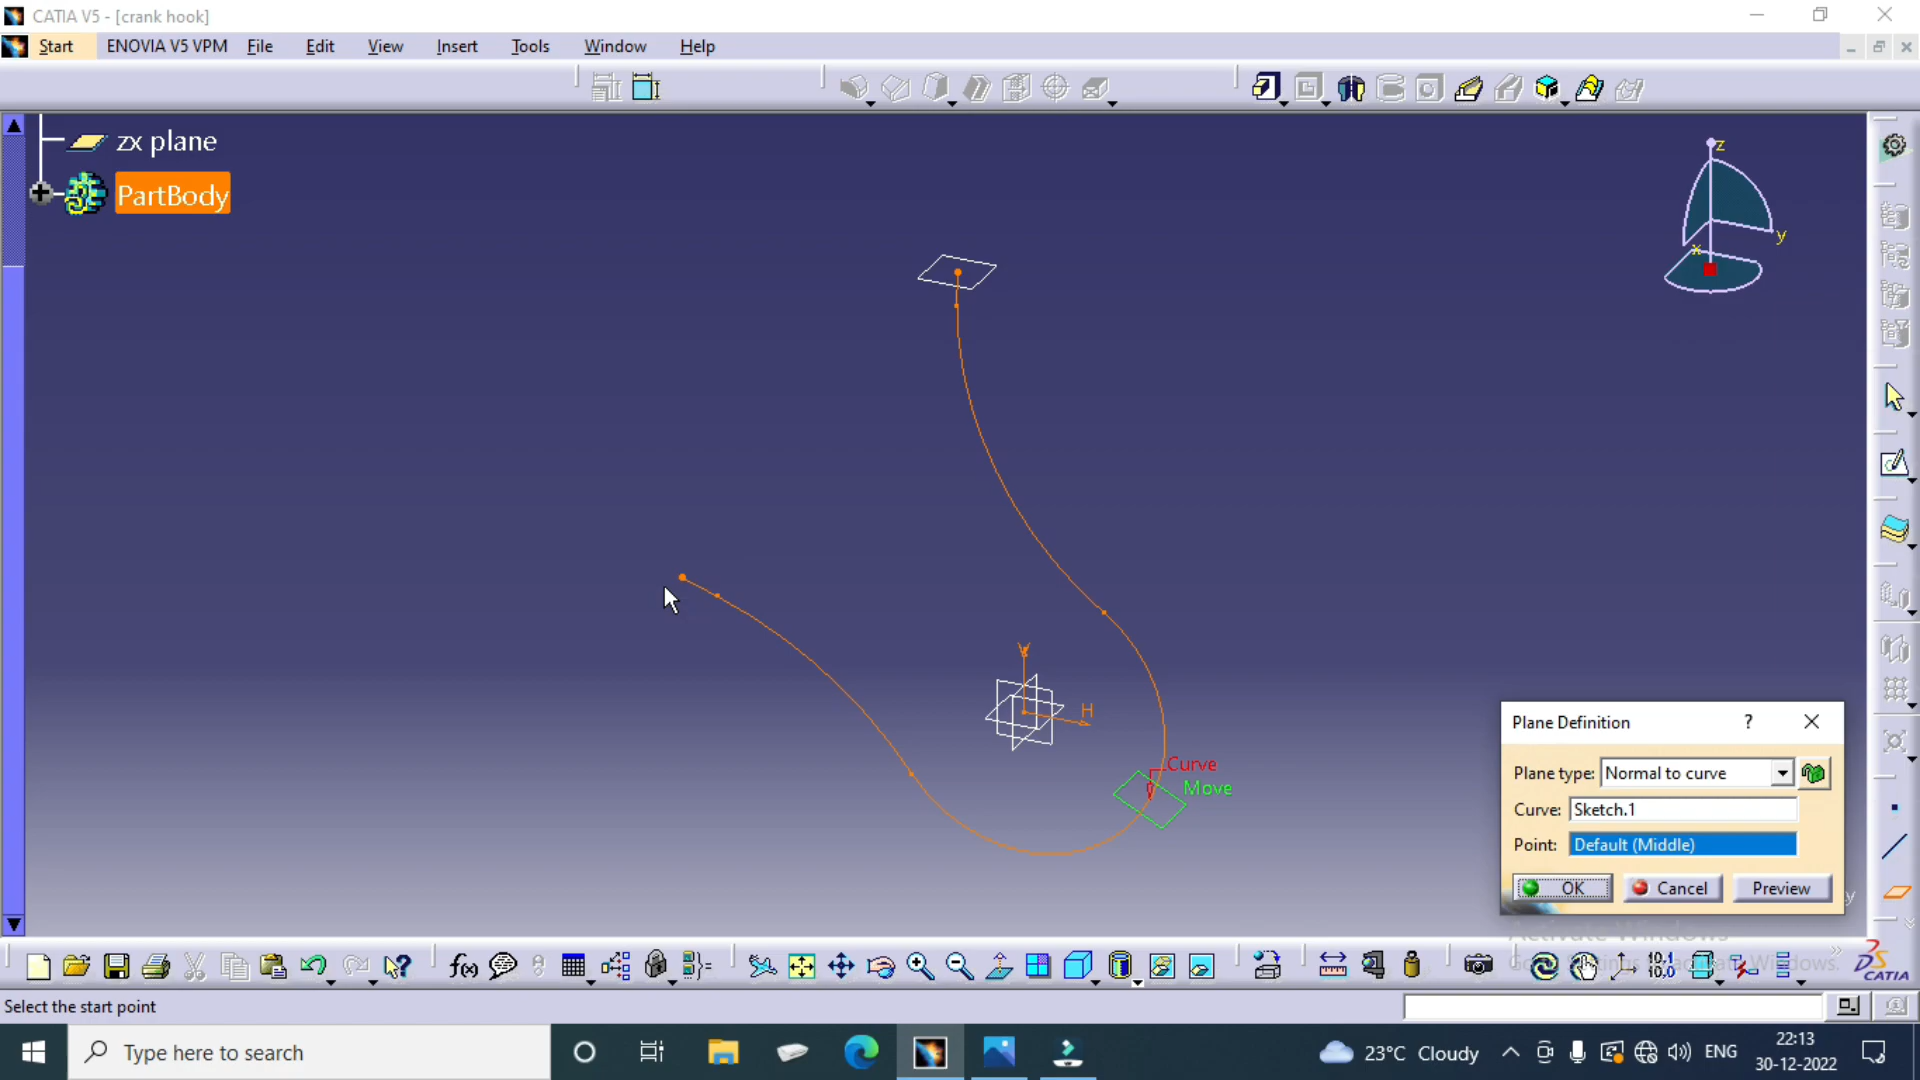 CATIA V5 - [crank hook]
Start ENOVIA V5 VPM File Edit View Insert Tools Window Help
zx plane
PartBody
z
y
x
V
H
Curve
Move
Plane Definition ?
Plane type: Normal to curve
Curve: Sketch.1
Point: Default (Middle)
OK Cancel Preview
y
Activate Windows
f(x)
CATIA
Select the start point
Type here to search
23°C Cloudy
ENG
22:13
30-12-2022